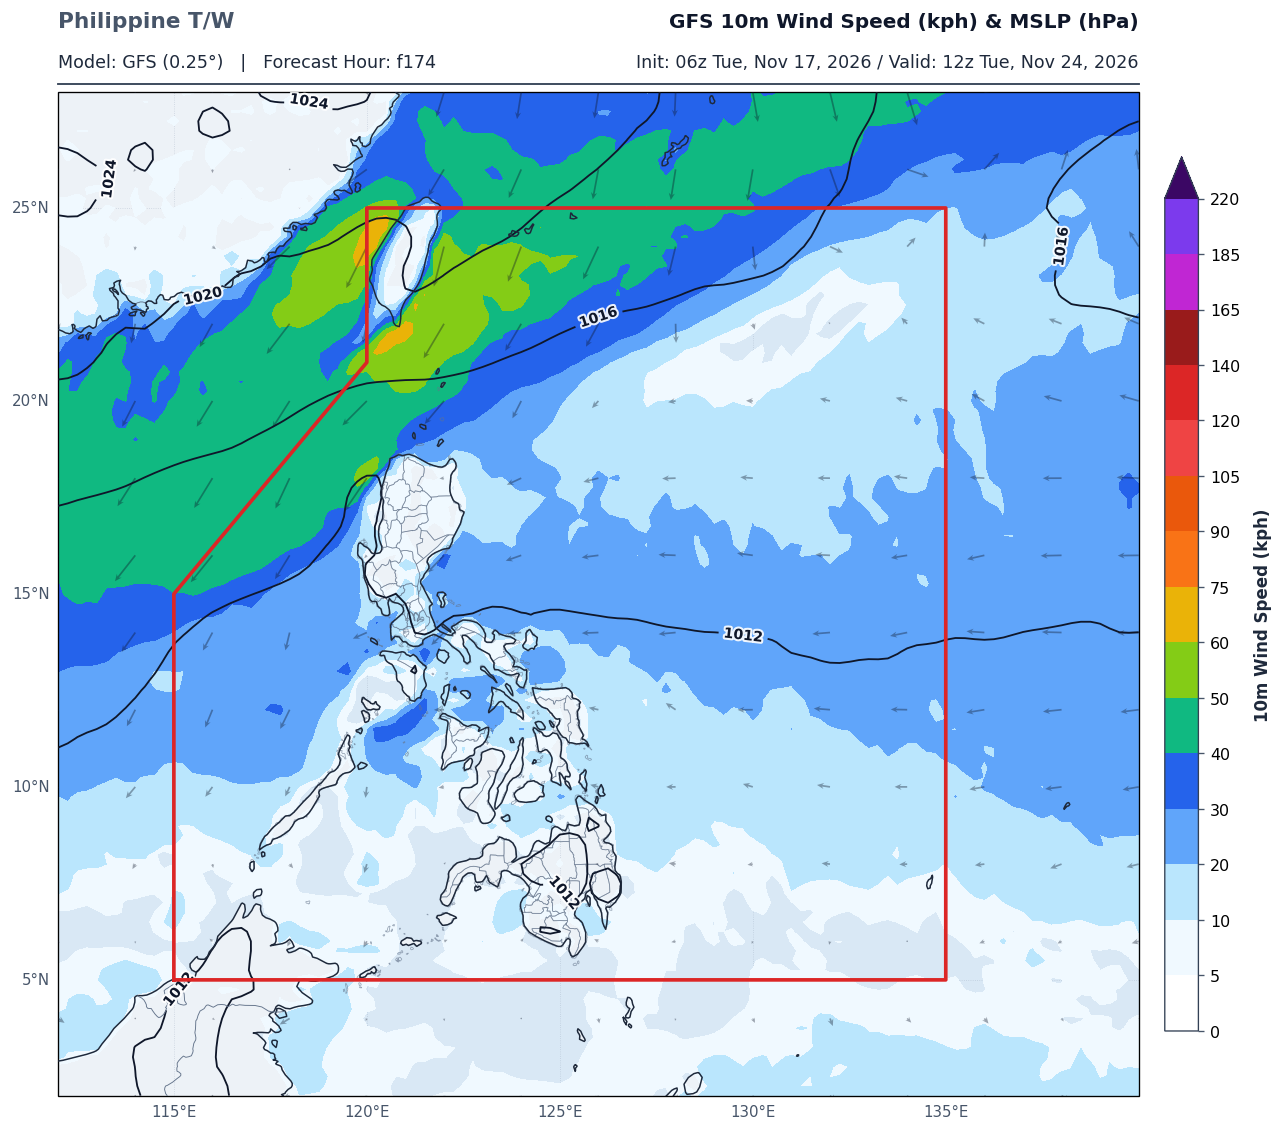 Philippine T/W
GFS 10m Wind Speed (kph) & MSLP (hPa)
Model: GFS (0.25°) | Forecast Hour: f174
Init: 06z Tue, Nov 17, 2026 / Valid: 12z Tue, Nov 24, 2026
1024
1024
1020
1016
1016
1012
1012
1012
25°N
20°N
15°N
10°N
5°N
115°E
120°E
125°E
130°E
135°E
220
185
165
140
120
105
90
75
60
50
40
30
20
10
5
0
10m Wind Speed (kph)